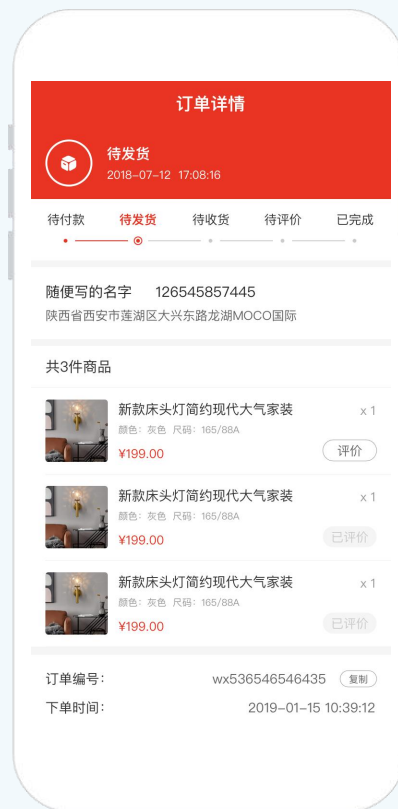 订单详情
待发货
2018-07-12 17:08:16
待付款 待发货 待收货 待评价 已完成
随便写的名字 126545857445
陕西省西安市莲湖区大兴东路龙湖MOCO国际
共3件商品
新款床头灯简约现代大气家装 x 1
颜色：灰色 尺码：165/88A
¥199.00 评价
新款床头灯简约现代大气家装 x 1
颜色：灰色 尺码：165/88A
¥199.00 已评价
新款床头灯简约现代大气家装 x 1
颜色：灰色 尺码：165/88A
¥199.00 已评价
订单编号： wx536546546435 复制
下单时间： 2019-01-15 10:39:12